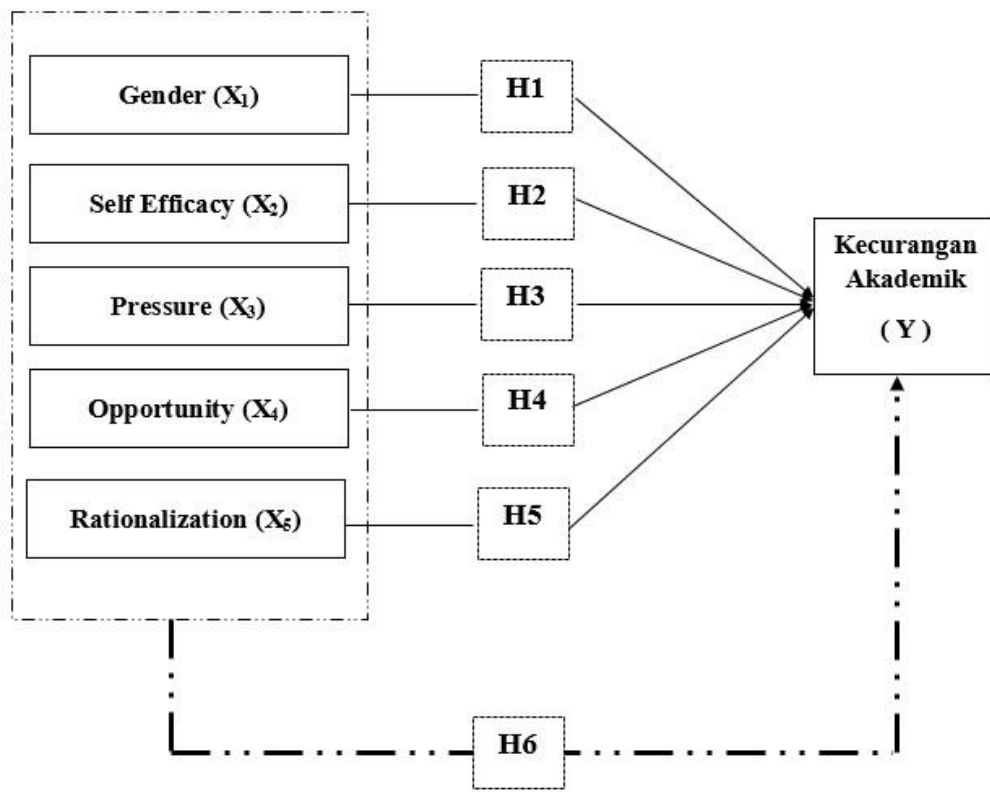 Gender (X₁)
H1
Self Efficacy (X₂)
H2
Kecurangan
Akademik
( Y )
Pressure (X₃)
H3
Opportunity (X₄)
H4
Rationalization (X₅)
H5
H6